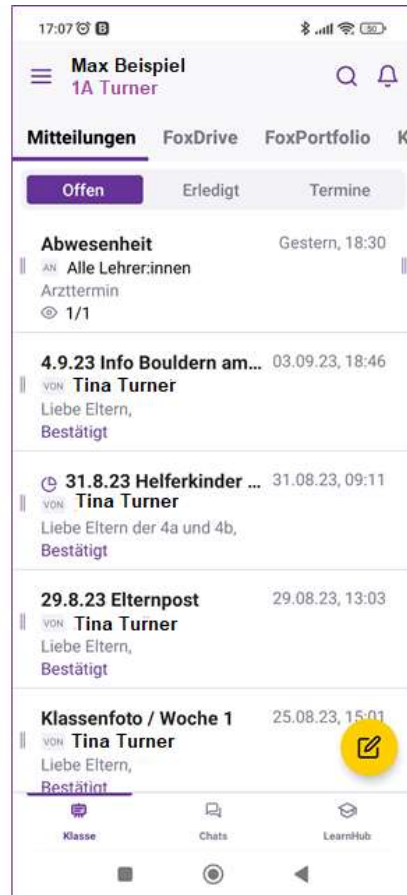 17:07
50
Max Beispiel
1A Turner
Mitteilungen FoxDrive FoxPortfolio K
Offen Erledigt Termine
Abwesenheit Gestern, 18:30
AN Alle Lehrer:innen
Arzttermin
1/1
4.9.23 Info Bouldern am... 03.09.23, 18:46
VON Tina Turner
Liebe Eltern,
Bestätigt
31.8.23 Helferkinder ... 31.08.23, 09:11
VON Tina Turner
Liebe Eltern der 4a und 4b,
Bestätigt
29.8.23 Elternpost 29.08.23, 13:03
VON Tina Turner
Liebe Eltern,
Bestätigt
Klassenfoto / Woche 1 25.08.23, 15:01
VON Tina Turner
Liebe Eltern,
Bestätigt
Klasse Chats LearnHub